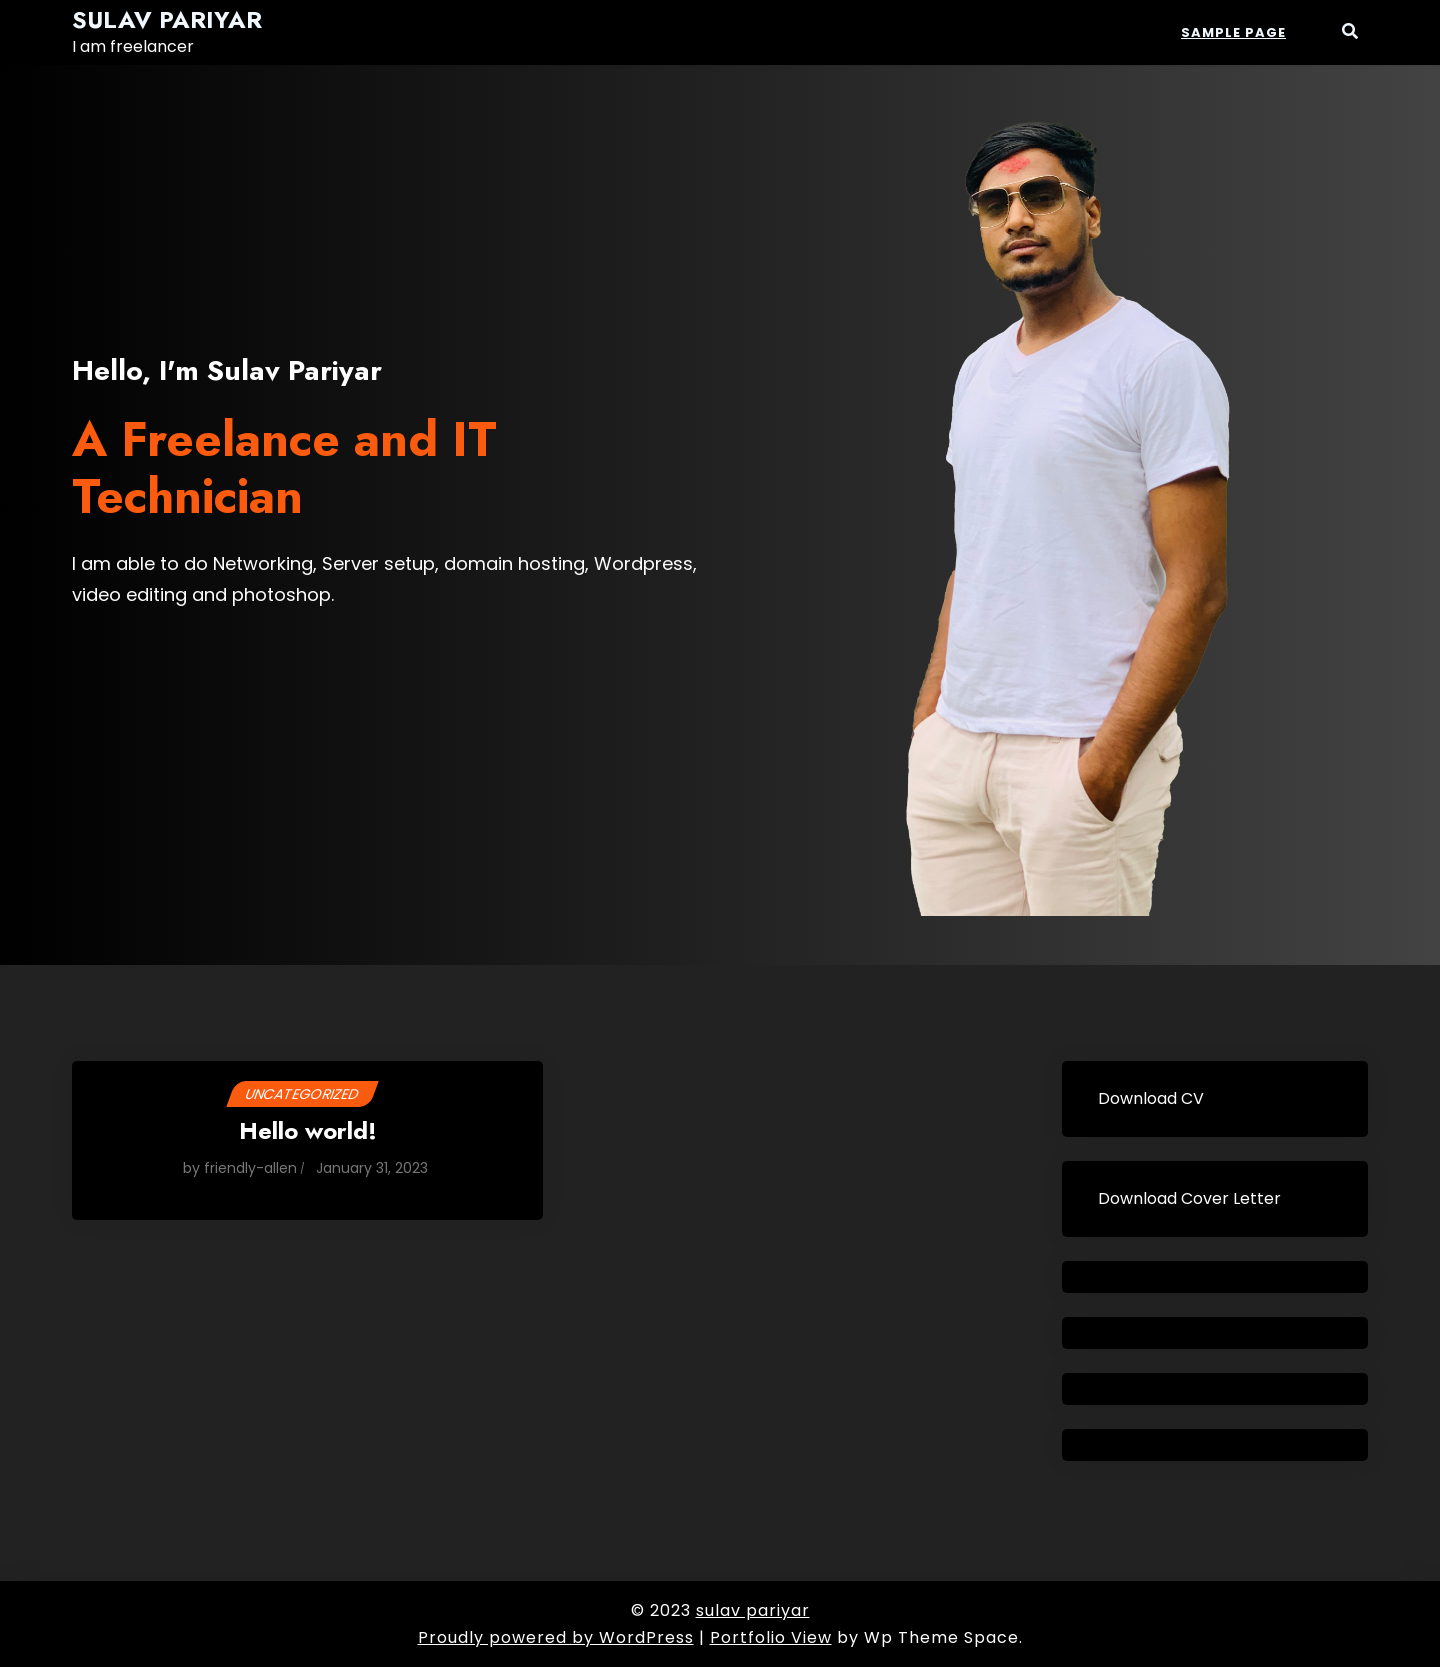 SULAV PARIYAR
I am freelancer
SAMPLE PAGE
Hello, I'm Sulav Pariyar
A Freelance and IT
Technician
I am able to do Networking, Server setup, domain hosting, Wordpress,
video editing and photoshop.
UNCATEGORIZED
Hello world!
by friendly-allen / January 31, 2023
Download CV
Download Cover Letter
© 2023 sulav pariyar
Proudly powered by WordPress | Portfolio View by Wp Theme Space.